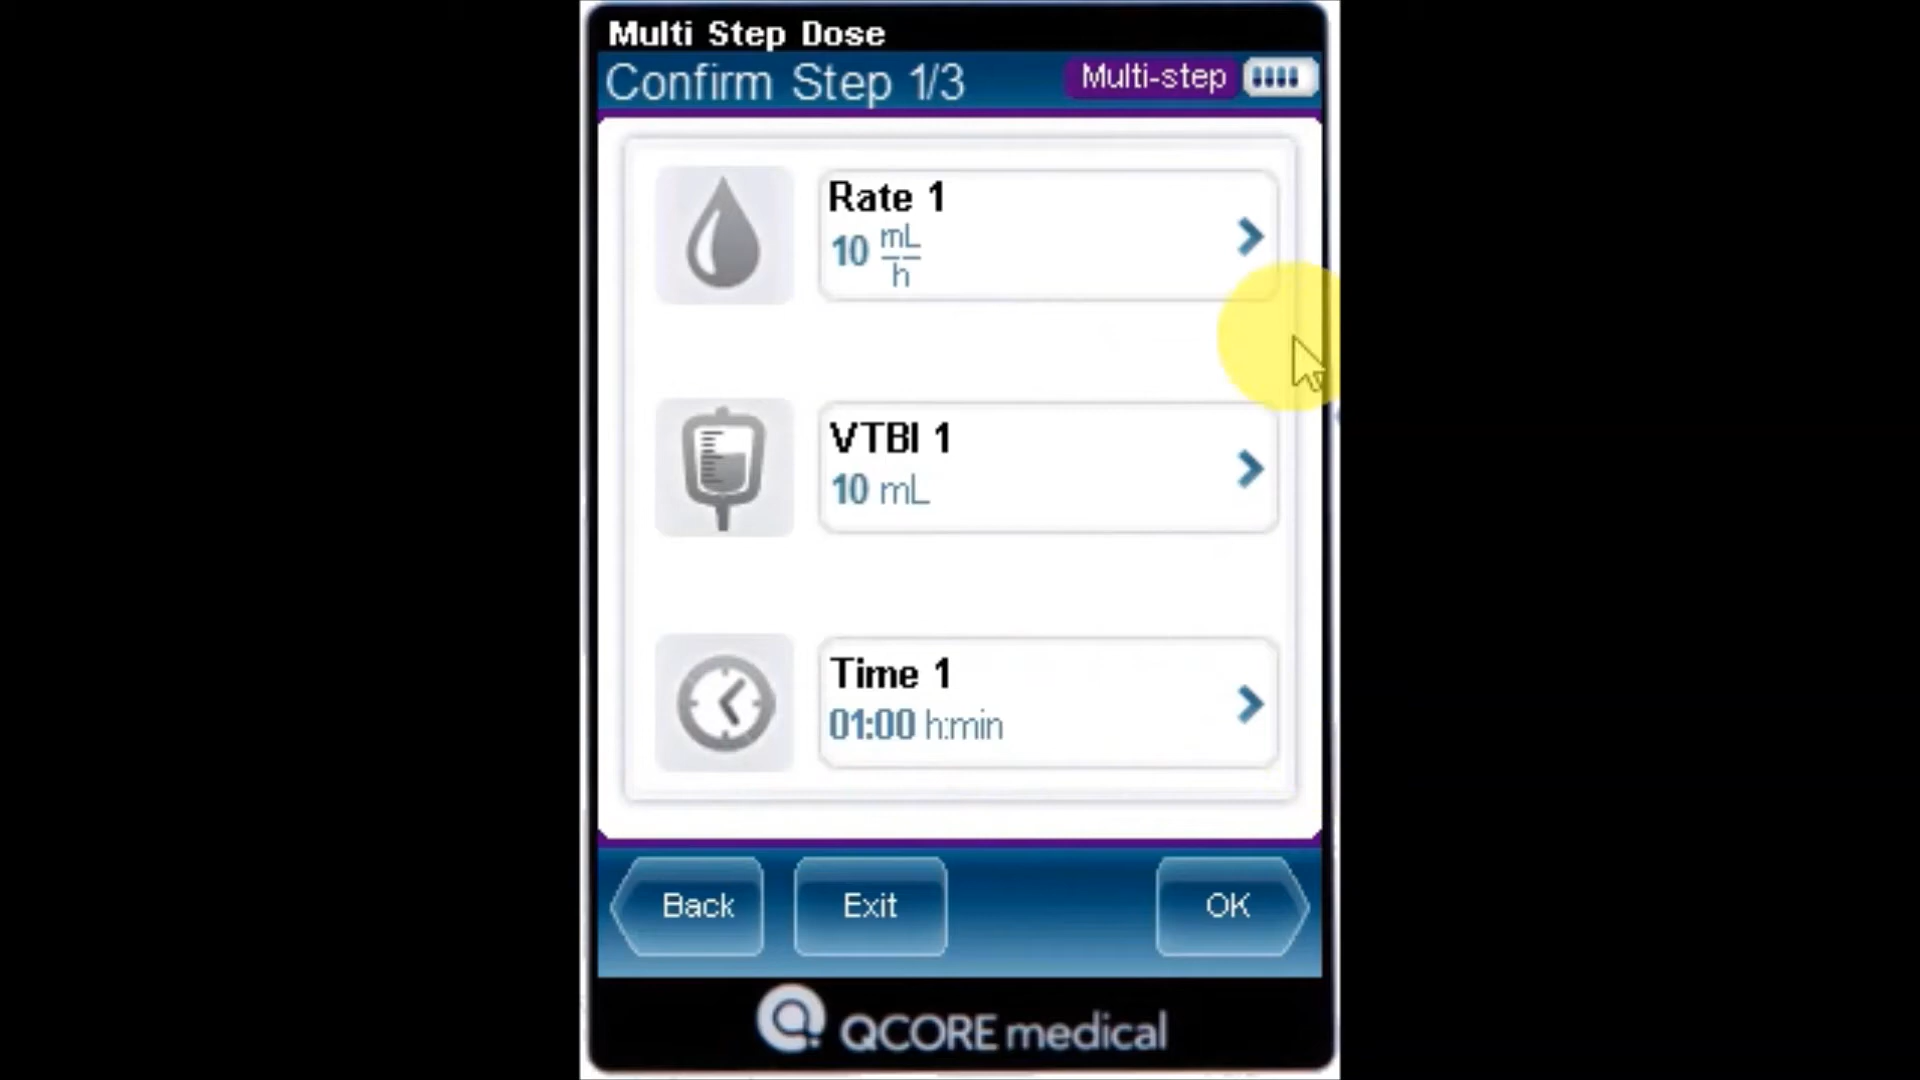 Multi Step Dose
Confirm Step 1/3
Multi-step
Rate 1
10 mL/h
VTBI 1
10 mL
Time 1
01:00 h:min
Back
Exit
OK
QCORE medical